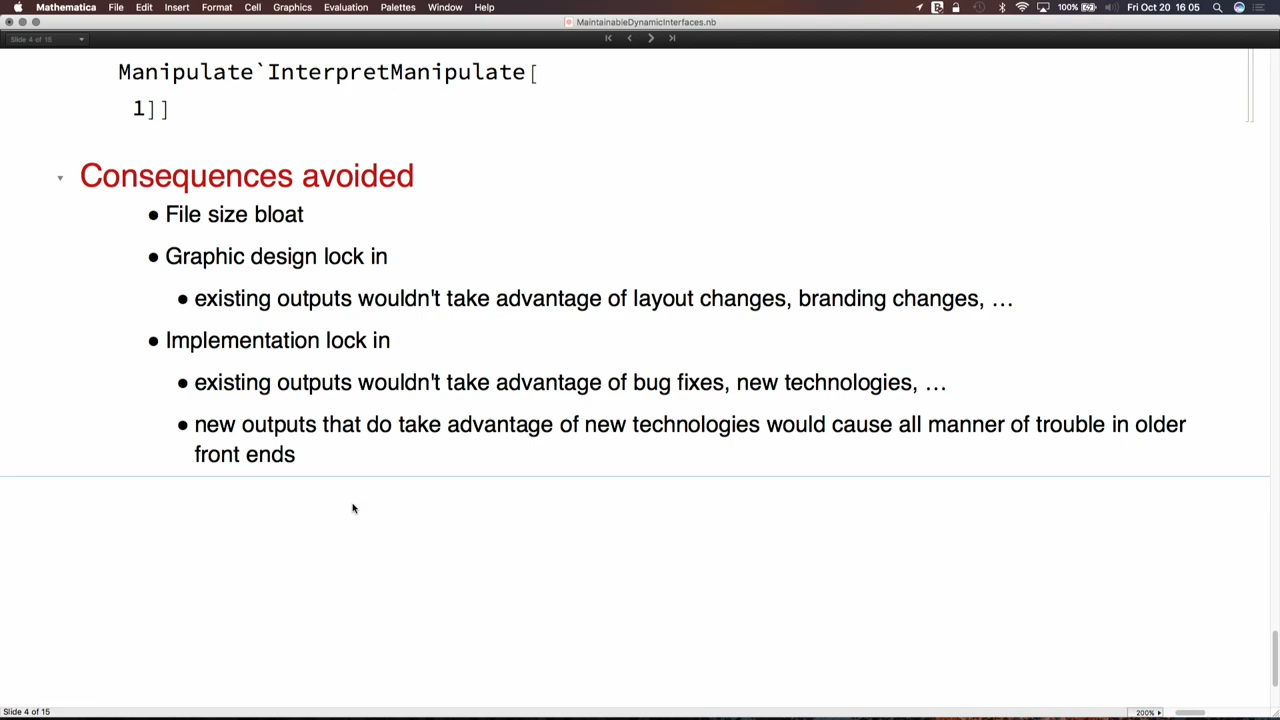 Mathematica File Edit Insert Format Cell Graphics Evaluation Palettes Window Help 100% Fri Oct 20 16 05
MaintainableDynamicInterfaces.nb
Slide 4 of 15
Manipulate`InterpretManipulate[
1]]
Consequences avoided
● File size bloat
● Graphic design lock in
● existing outputs wouldn't take advantage of layout changes, branding changes, …
● Implementation lock in
● existing outputs wouldn't take advantage of bug fixes, new technologies, …
● new outputs that do take advantage of new technologies would cause all manner of trouble in older
front ends
Slide 4 of 15
200%